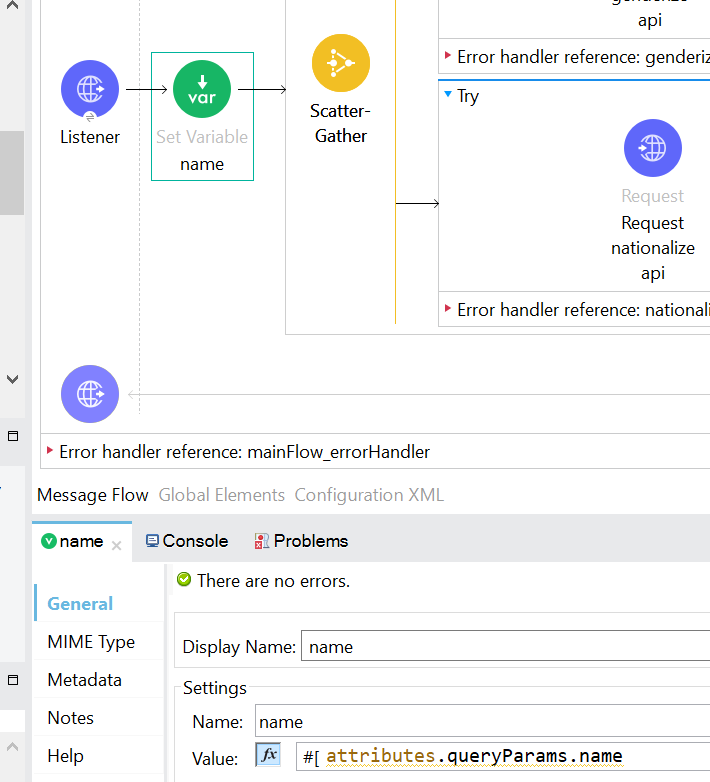 genderize
api
Error handler reference: genderiz
Try
var
Listener
Set Variable
name
Scatter-
Gather
Request
Request
nationalize
api
Error handler reference: nationali
Error handler reference: mainFlow_errorHandler
Message Flow Global Elements Configuration XML
name Console Problems
There are no errors.
General
MIME Type
Metadata
Notes
Help
Display Name: name
Settings
Name: name
Value: fx #[ attributes.queryParams.name